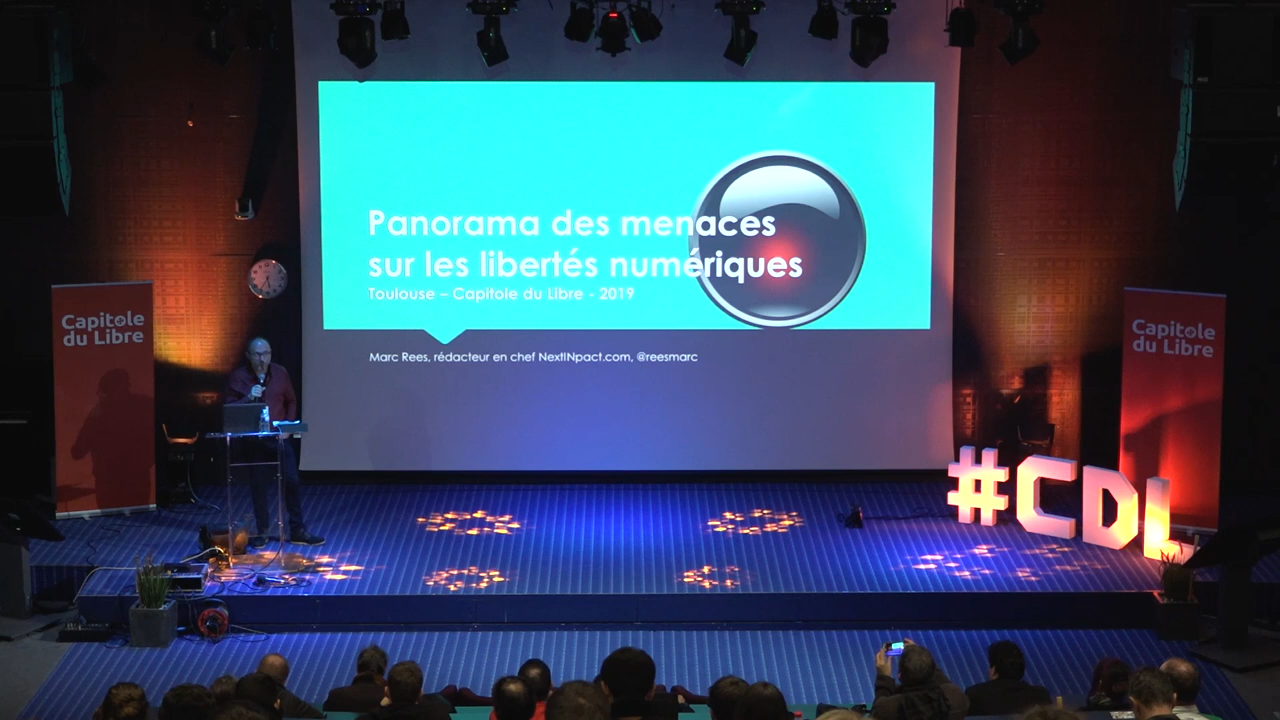 Panorama des menaces
sur les libertés numériques
Toulouse – Capitole du Libre - 2019
Marc Rees, rédacteur en chef NextINpact.com, @reesmarc
Capitole
du Libre
Capitole
du Libre
#CDL